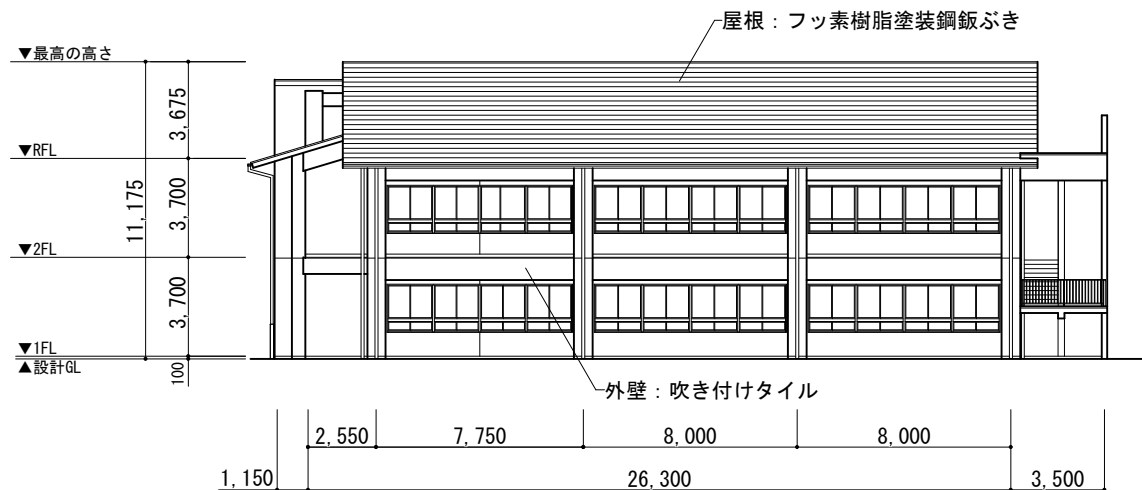 屋根：フッ素樹脂塗装鋼鈑ぶき
▼最高の高さ
3,675
▼RFL
11,175
3,700
▼2FL
3,700
▼1FL
▲設計GL
100
外壁：吹き付けタイル
2,550
7,750
8,000
8,000
1,150
26,300
3,500